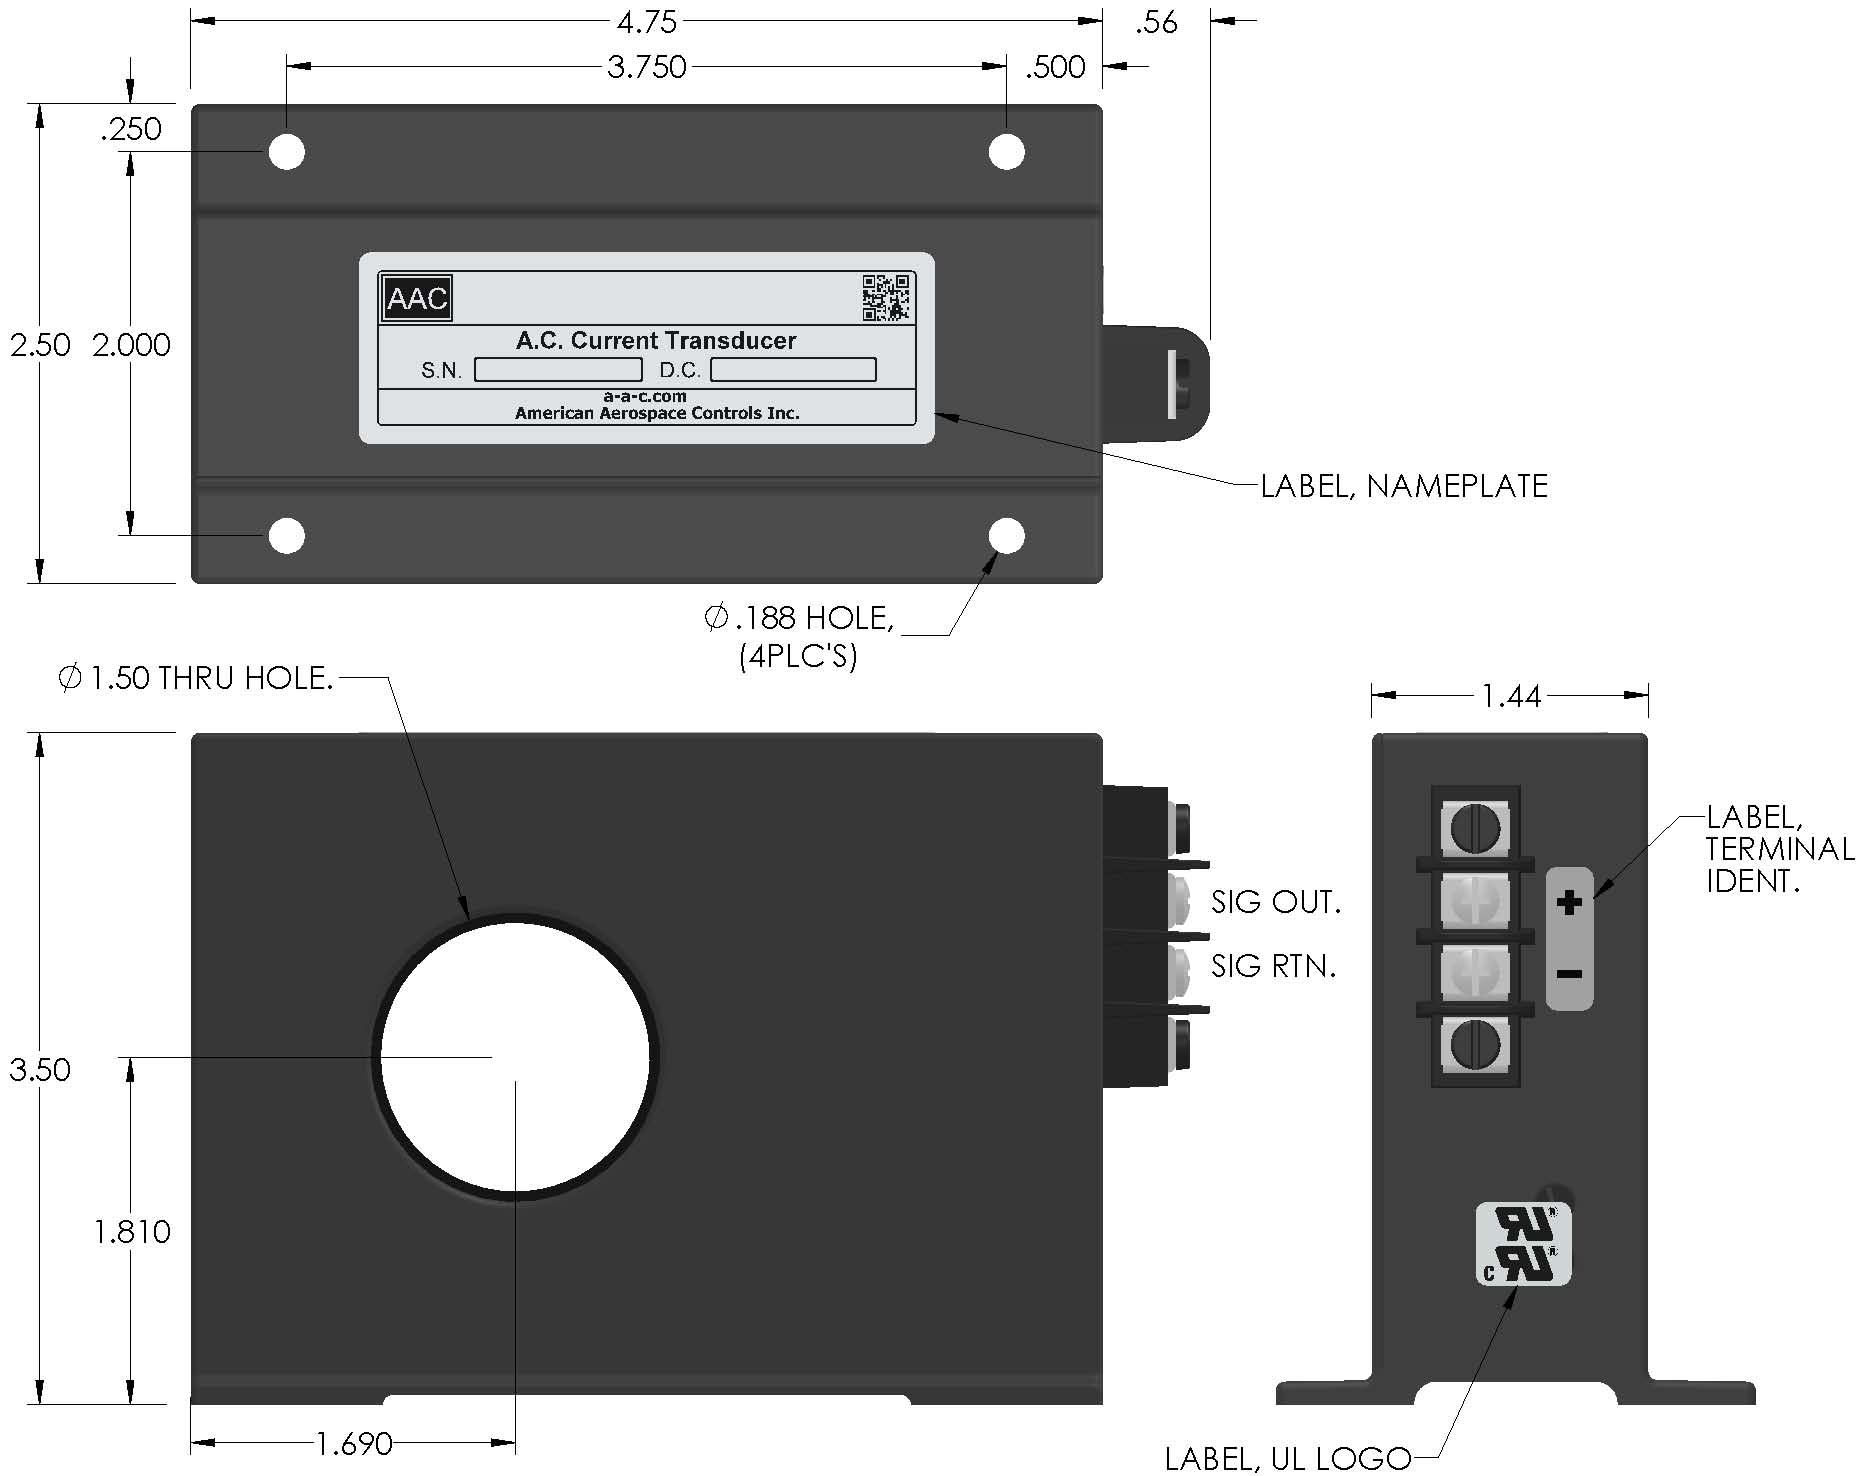 4.75
.56
3.750
.500
.250
2.50
2.000
AAC
A.C. Current Transducer
S.N.
D.C.
a-a-c.com
American Aerospace Controls Inc.
LABEL, NAMEPLATE
∅ .188 HOLE,
(4PLC'S)
∅ 1.50 THRU HOLE.
1.44
LABEL,
TERMINAL
IDENT.
SIG OUT.
+
SIG RTN.
−
3.50
1.810
1.690
C
LABEL, UL LOGO